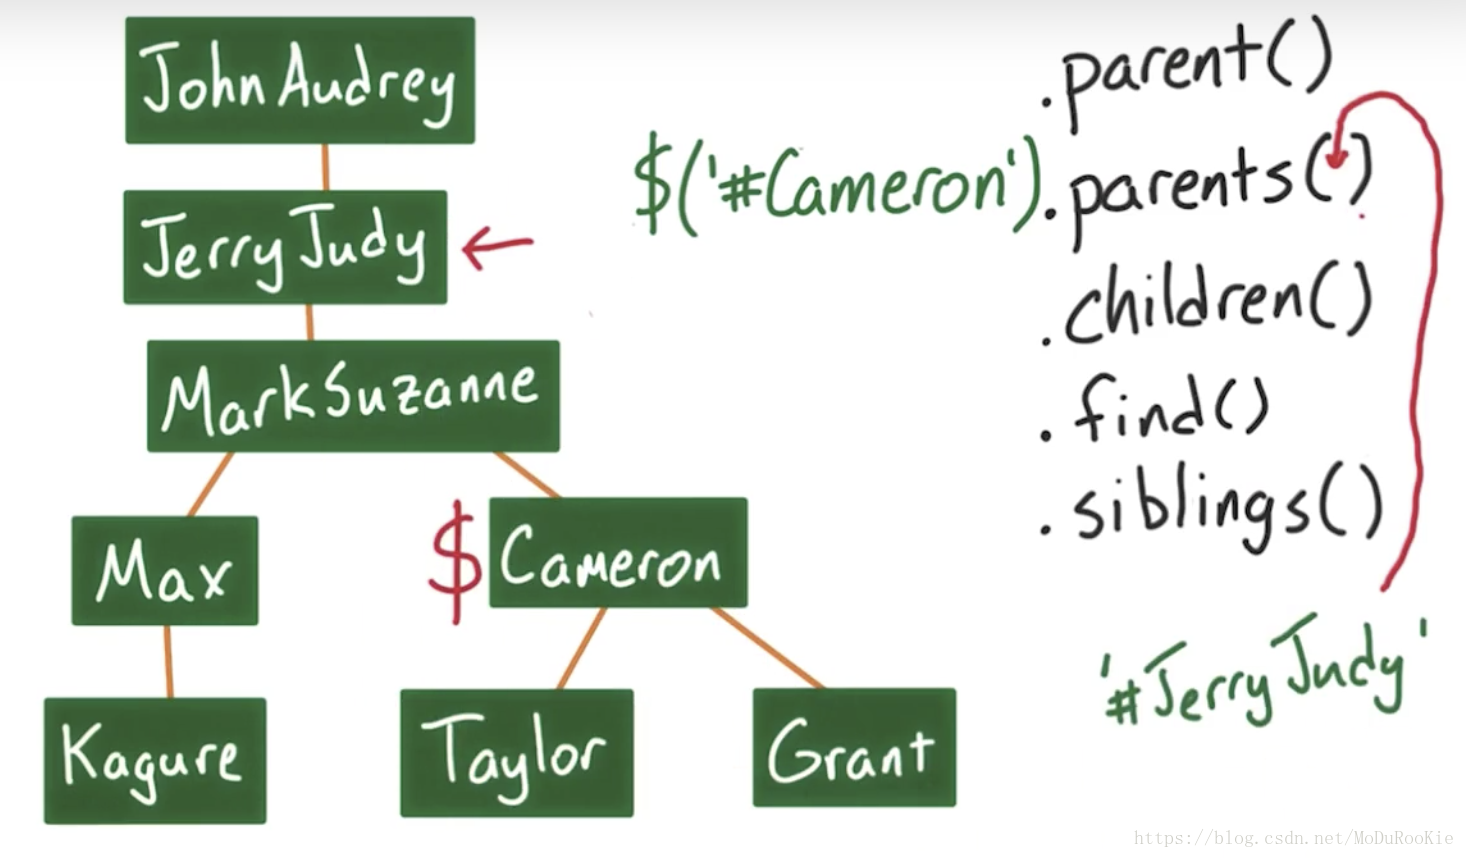 JohnAudrey
JerryJudy
MarkSuzanne
Max
$Cameron
Kagure
Taylor
Grant
.parent()
$('#Cameron').parents()
.children()
.find()
.siblings()
'#JerryJudy'
https://blog.csdn.net/MoDuRooKie